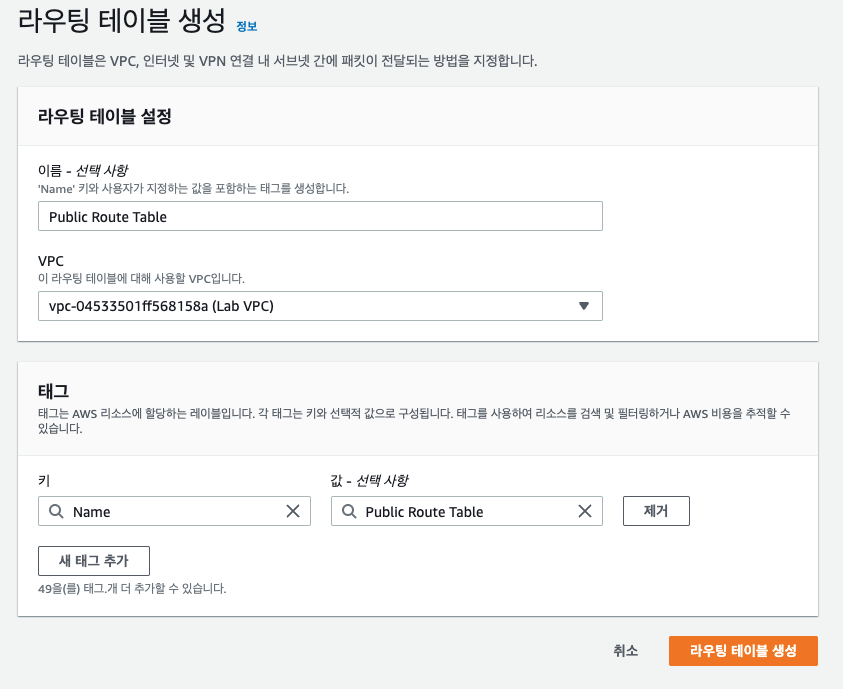 라우팅 테이블 생성 정보
라우팅 테이블은 VPC, 인터넷 및 VPN 연결 내 서브넷 간에 패킷이 전달되는 방법을 지정합니다.
라우팅 테이블 설정
이름 - 선택 사항
'Name' 키와 사용자가 지정하는 값을 포함하는 태그를 생성합니다.
Public Route Table
VPC
이 라우팅 테이블에 대해 사용할 VPC입니다.
vpc-04533501ff568158a (Lab VPC)
태그
태그는 AWS 리소스에 할당하는 레이블입니다. 각 태그는 키와 선택적 값으로 구성됩니다. 태그를 사용하여 리소스를 검색 및 필터링하거나 AWS 비용을 추적할 수
있습니다.
키 값 - 선택 사항
Name Public Route Table 제거
새 태그 추가
49을(를) 태그.개 더 추가할 수 있습니다.
취소 라우팅 테이블 생성